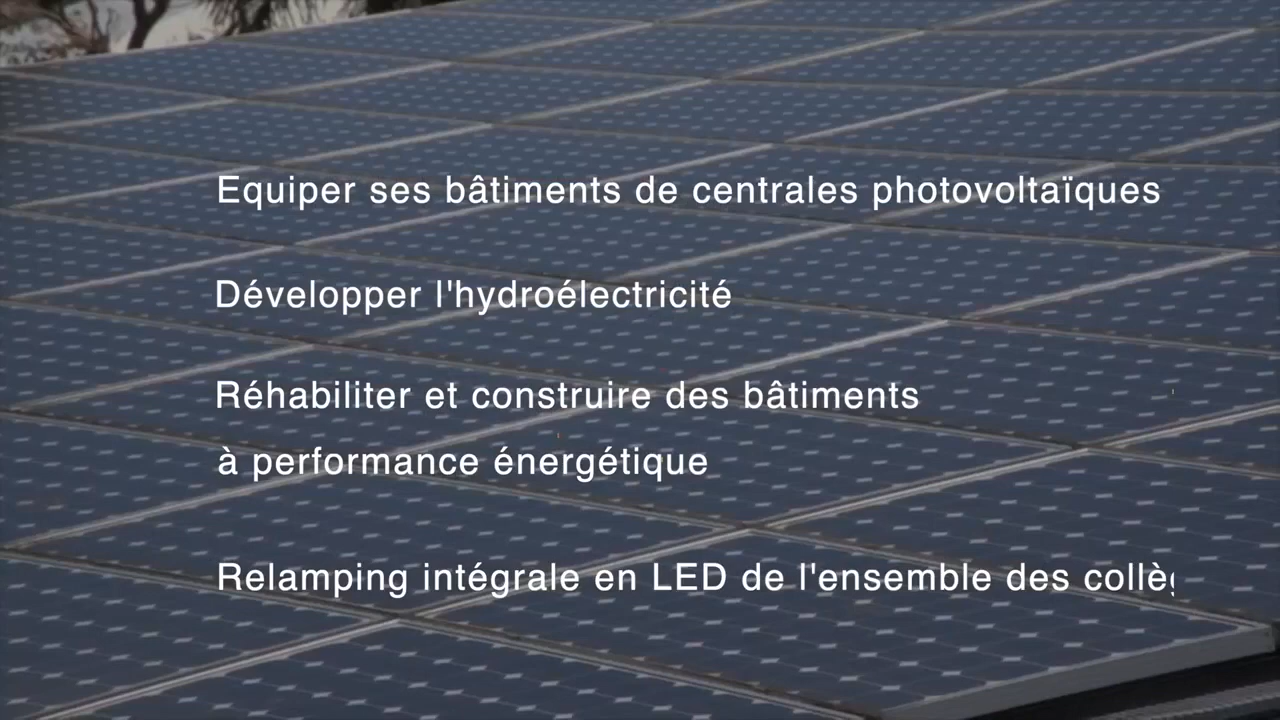 Equiper ses bâtiments de centrales photovoltaïques
Développer l'hydroélectricité
Réhabiliter et construire des bâtiments
à performance énergétique
Relamping intégrale en LED de l'ensemble des